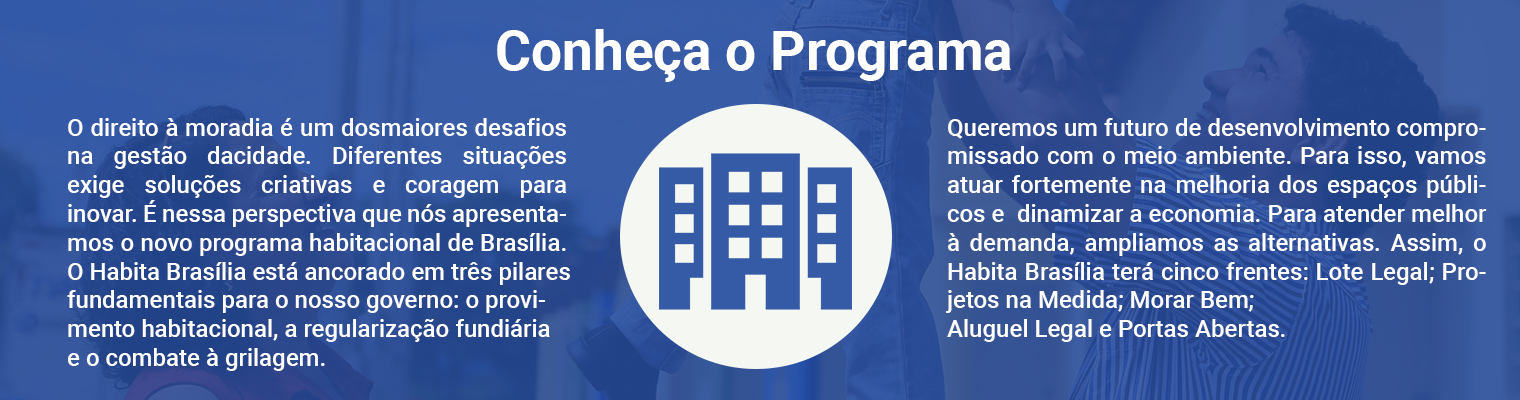 Conheça o Programa
O direito à moradia é um dosmaiores desafios
na gestão dacidade. Diferentes situações
exige soluções criativas e coragem para
inovar. É nessa perspectiva que nós apresenta-
mos o novo programa habitacional de Brasília.
O Habita Brasília está ancorado em três pilares
fundamentais para o nosso governo: o provi-
mento habitacional, a regularização fundiária
e o combate à grilagem.
Queremos um futuro de desenvolvimento compro-
missado com o meio ambiente. Para isso, vamos
atuar fortemente na melhoria dos espaços públi-
cos e dinamizar a economia. Para atender melhor
à demanda, ampliamos as alternativas. Assim, o
Habita Brasília terá cinco frentes: Lote Legal; Pro-
jetos na Medida; Morar Bem;
Aluguel Legal e Portas Abertas.